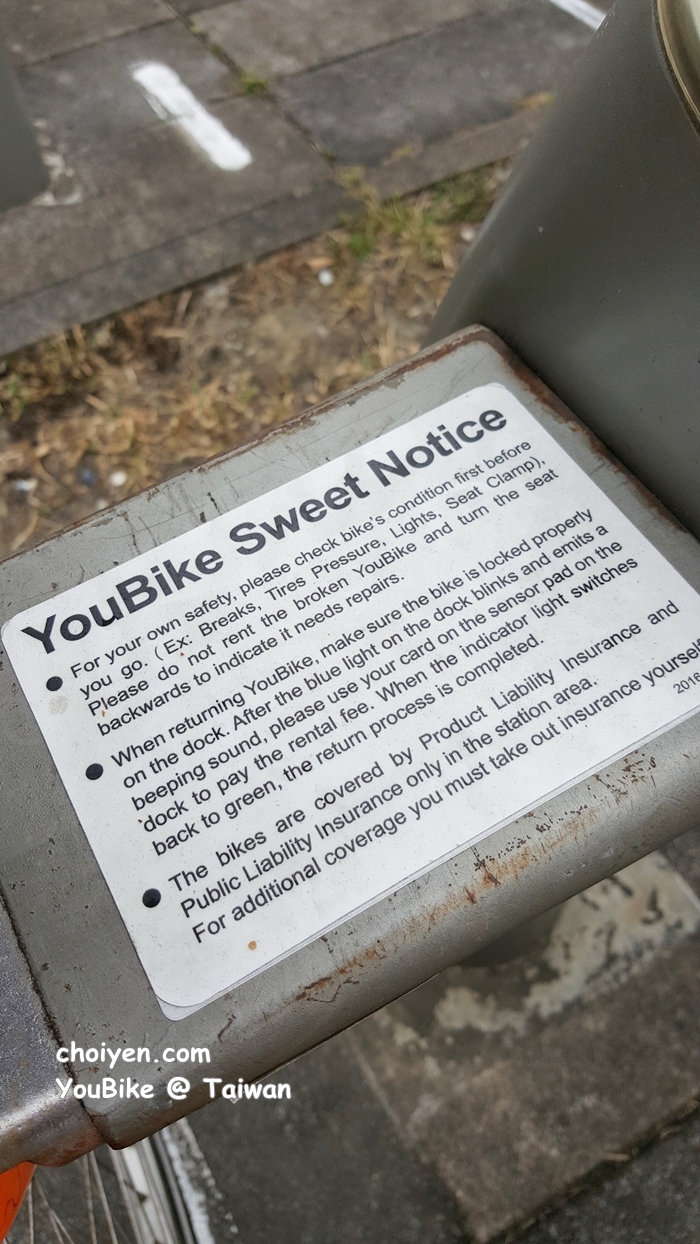 YouBike Sweet Notice
● For your own safety, please check bike's condition first before
you go. ( Ex: Breaks, Tires Pressure, Lights, Seat Clamp),
Please do not rent the broken YouBike and turn the seat
backwards to indicate it needs repairs.
● When returning YouBike, make sure the bike is locked properly
on the dock. After the blue light on the dock blinks and emits a
beeping sound, please use your card on the sensor pad on the
dock to pay the rental fee. When the indicator light switches
back to green, the return process is completed.
● The bikes are covered by Product Liability Insurance and
Public Liability Insurance only in the station area.
For additional coverage you must take out insurance yourself
2016
choiyen.com
YouBike @ Taiwan